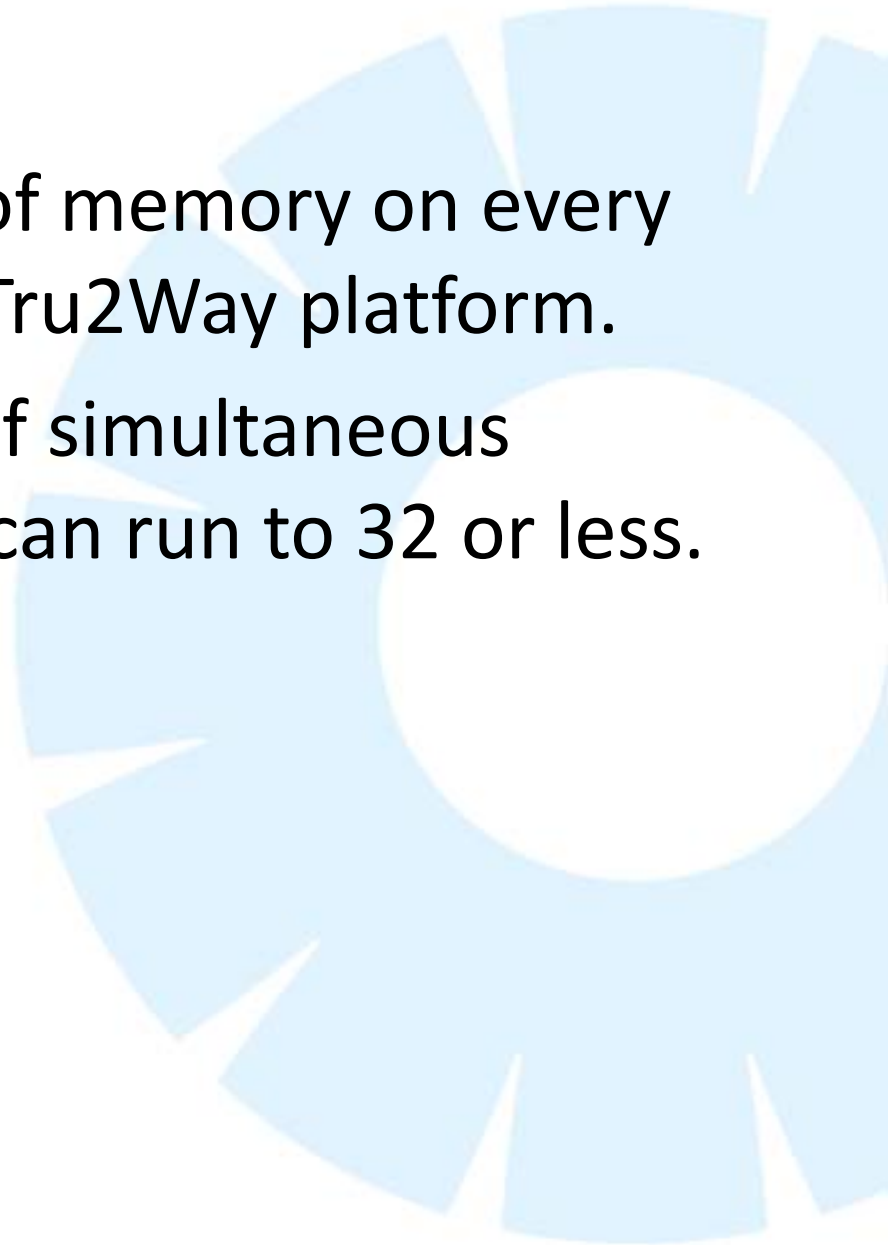 of memory on every
Tru2Way platform.
f simultaneous
can run to 32 or less.